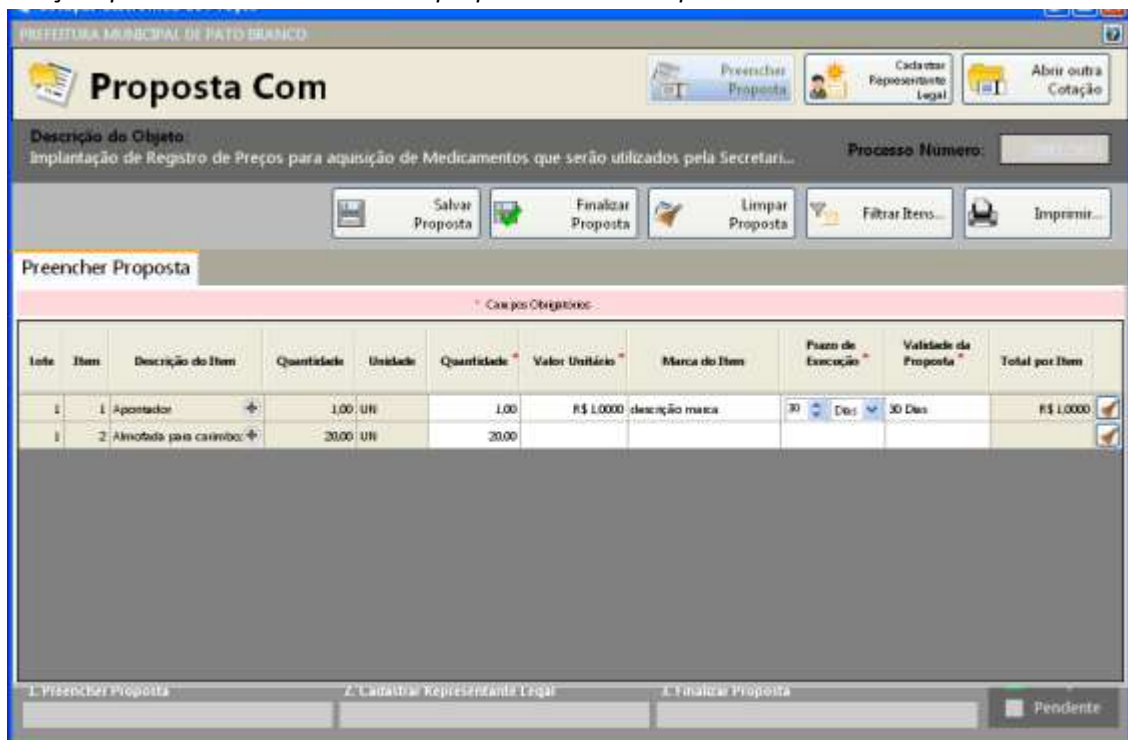 PREFEITURA MUNICIPAL DE PATO BRANCO
Proposta Com
Preencher
Proposta
Cadastrar
Representante
Legal
Abrir outra
Cotação
Descrição do Objeto:
Implantação de Registro de Preços para aquisição de Medicamentos que serão utilizados pela Secretari...
Processo Numero:
Salvar
Proposta
Finalizar
Proposta
Limpar
Proposta
Filtrar Itens...
Imprimir...
Preencher Proposta
* Campos Obrigatórios
Lote Item Descrição do Item Quantidade Unidade Quantidade * Valor Unitário * Marca do Item Prazo de Execução * Validade da Proposta * Total por Item
1 1 Apontador 1,00 UN 1,00 R$ 1,0000 descrição marca 30 Dias 30 Dias R$ 1,0000
1 2 Almofada para carimbo: 20,00 UN 20,00
1. Preencher Proposta 2. Cadastrar Representante Legal 3. Finalizar Proposta
Pendente